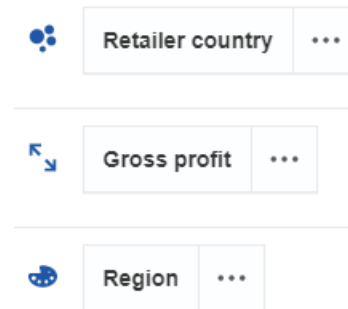 Retailer country ...
Gross profit ...
Region ...